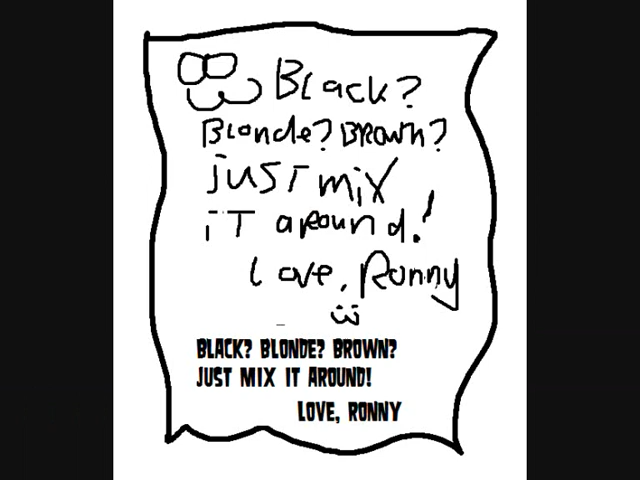 Black?
Blonde? Brown?
just mix
it around!
Love, Ronny
BLACK? BLONDE? BROWN?
JUST MIX IT AROUND!
LOVE, RONNY